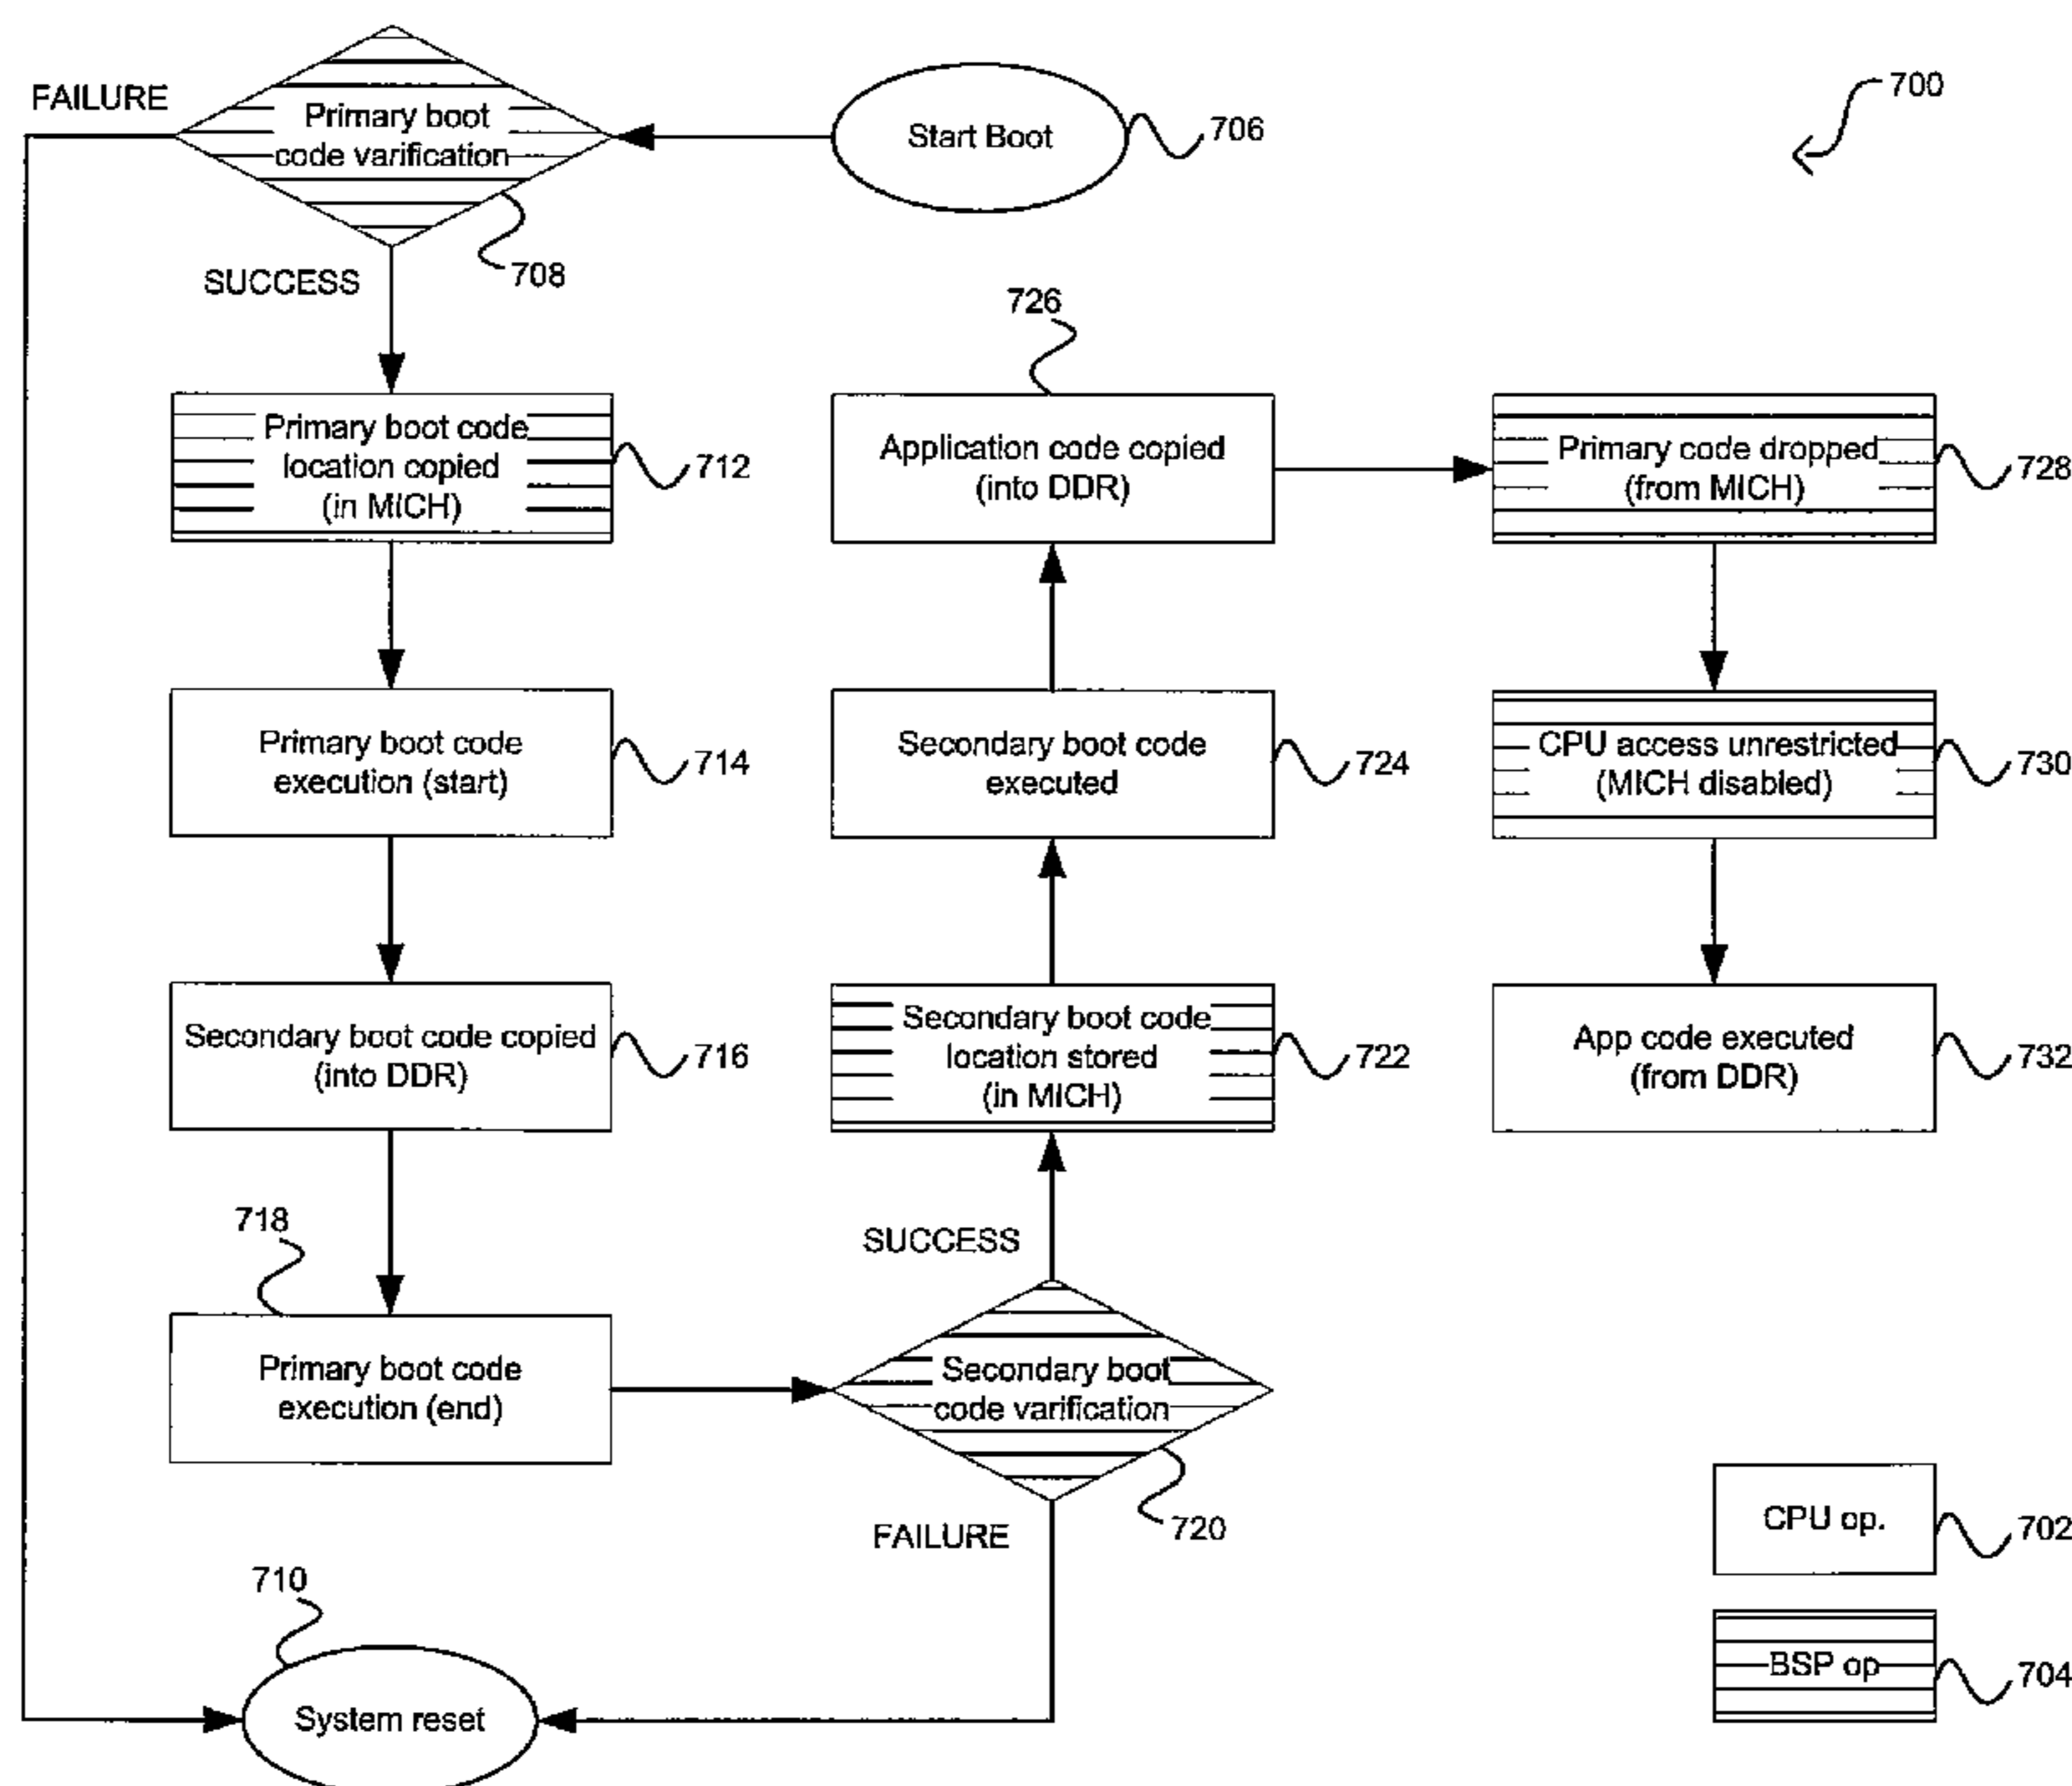 FAILURE
Primary boot
code varification
Start Boot
706
700
708
SUCCESS
726
Primary boot code
location copied
(in MICH)
712
Application code copied
(into DDR)
Primary code dropped
(from MICH)
728
Primary boot code
execution (start)
714
Secondary boot code
executed
724
CPU access unrestricted
(MICH disabled)
730
Secondary boot code copied
(into DDR)
716
Secondary boot code
location stored
(in MICH)
722
App code executed
(from DDR)
732
718
SUCCESS
Primary boot code
execution (end)
Secondary boot
code varification
720
FAILURE
CPU op.
702
710
System reset
BSP op
704